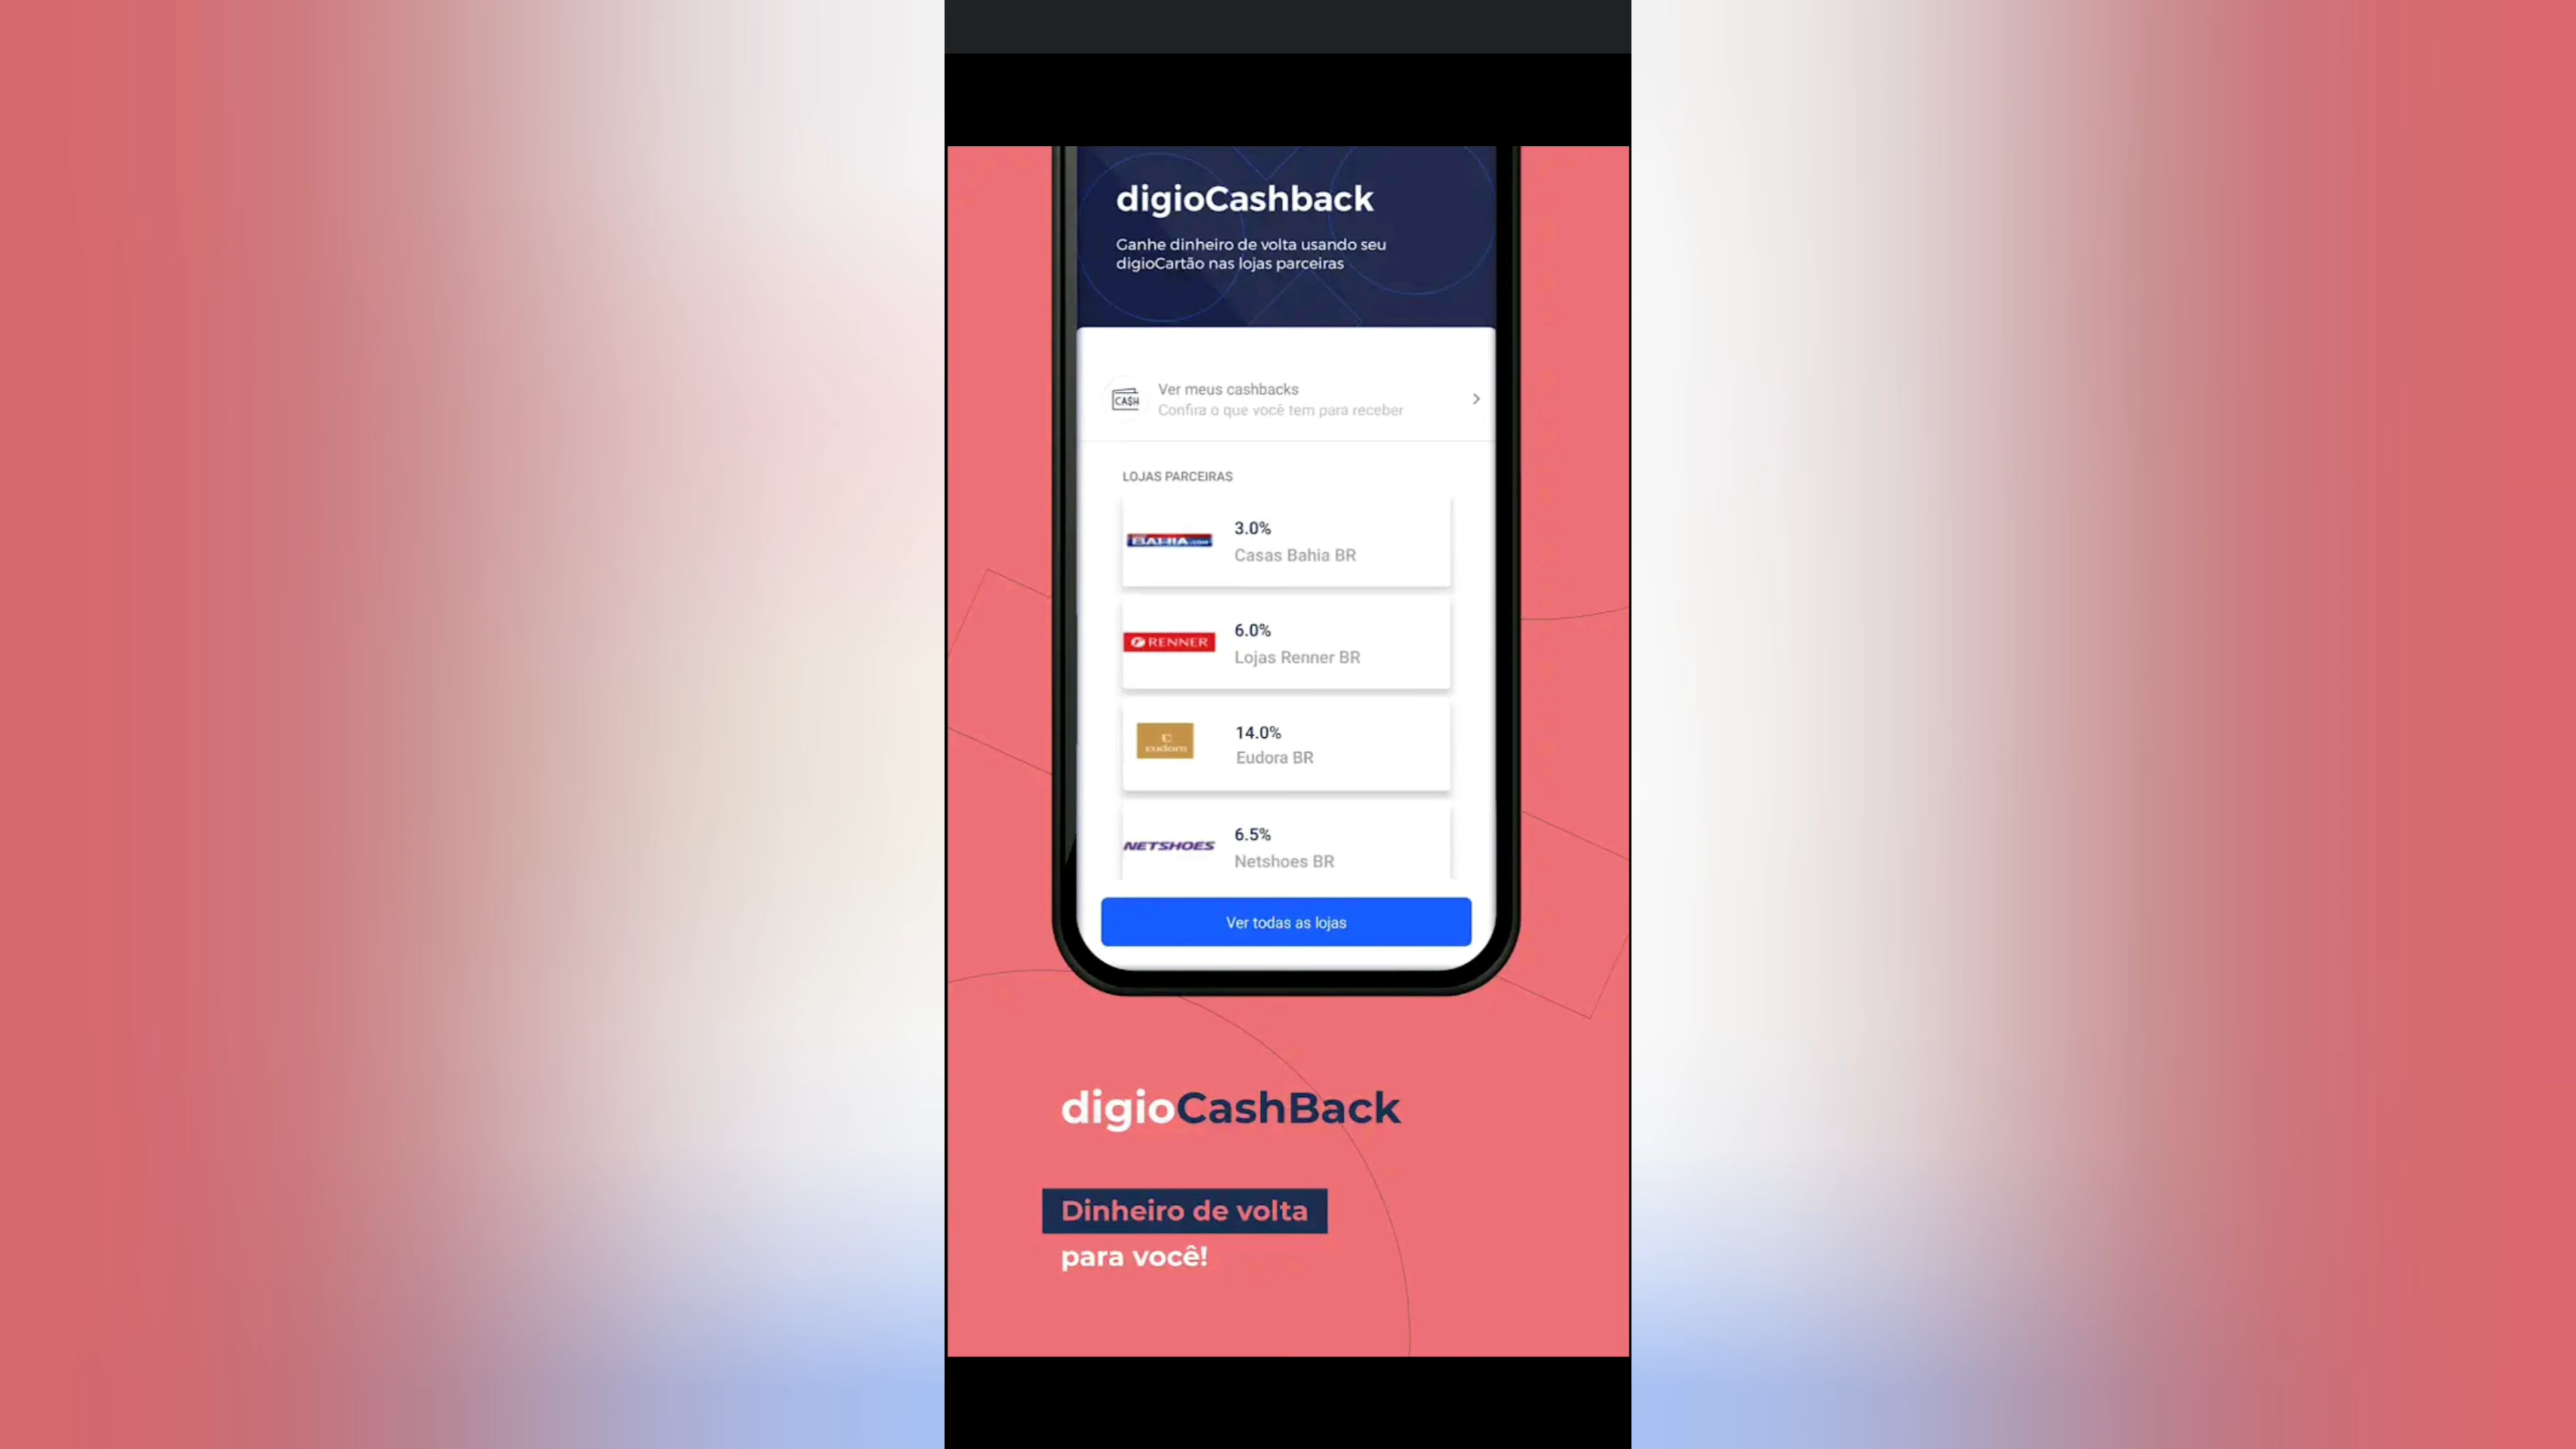 digioCashback
Ganhe dinheiro de volta usando seu
digioCartão nas lojas parceiras
CA$H
Ver meus cashbacks
Confira o que você tem para receber
LOJAS PARCEIRAS
BAHIA.COM
3.0%
Casas Bahia BR
RENNER
6.0%
Lojas Renner BR
eudora
14.0%
Eudora BR
NETSHOES
6.5%
Netshoes BR
Ver todas as lojas
digioCashBack
Dinheiro de volta
para você!